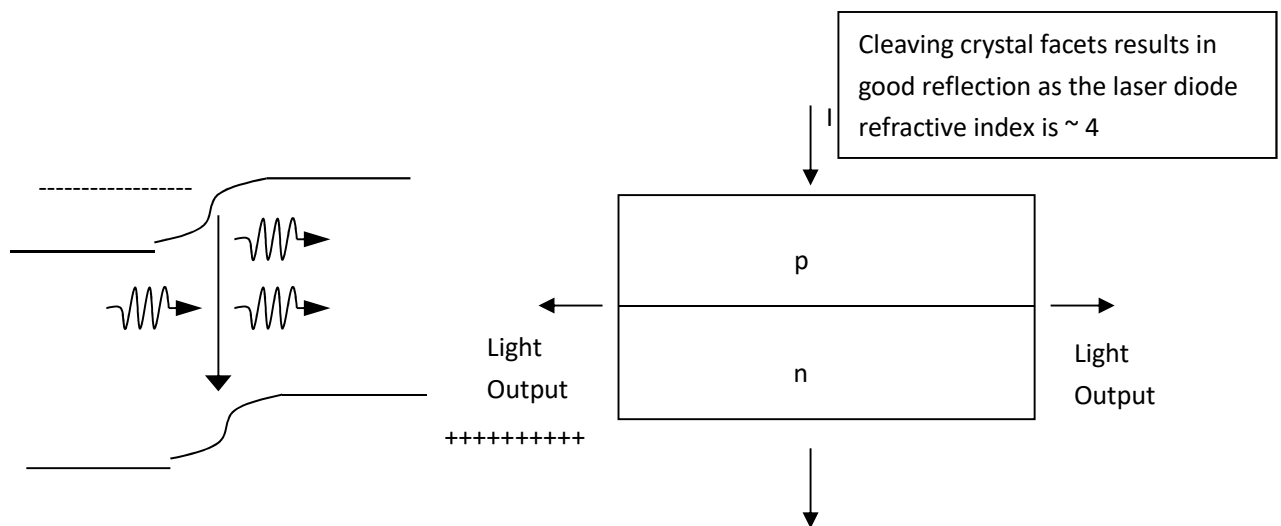 Cleaving crystal facets results in
good reflection as the laser diode
refractive index is ~ 4
I
p
Light
Output
n
Light
Output
++++++++++